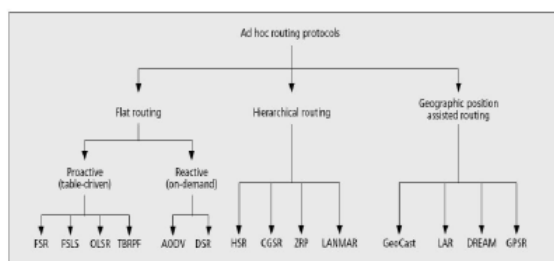 Ad hoc routing protocols
Flat routing
Hierarchical routing
Geographic position
assisted routing
Proactive
(table-driven)
Reactive
(on-demand)
FSR
FSLS
OLSR
TBRPF
AODV
DSR
HSR
CGSR
ZRP
LANMAR
GeoCast
LAR
DREAM
GPSR